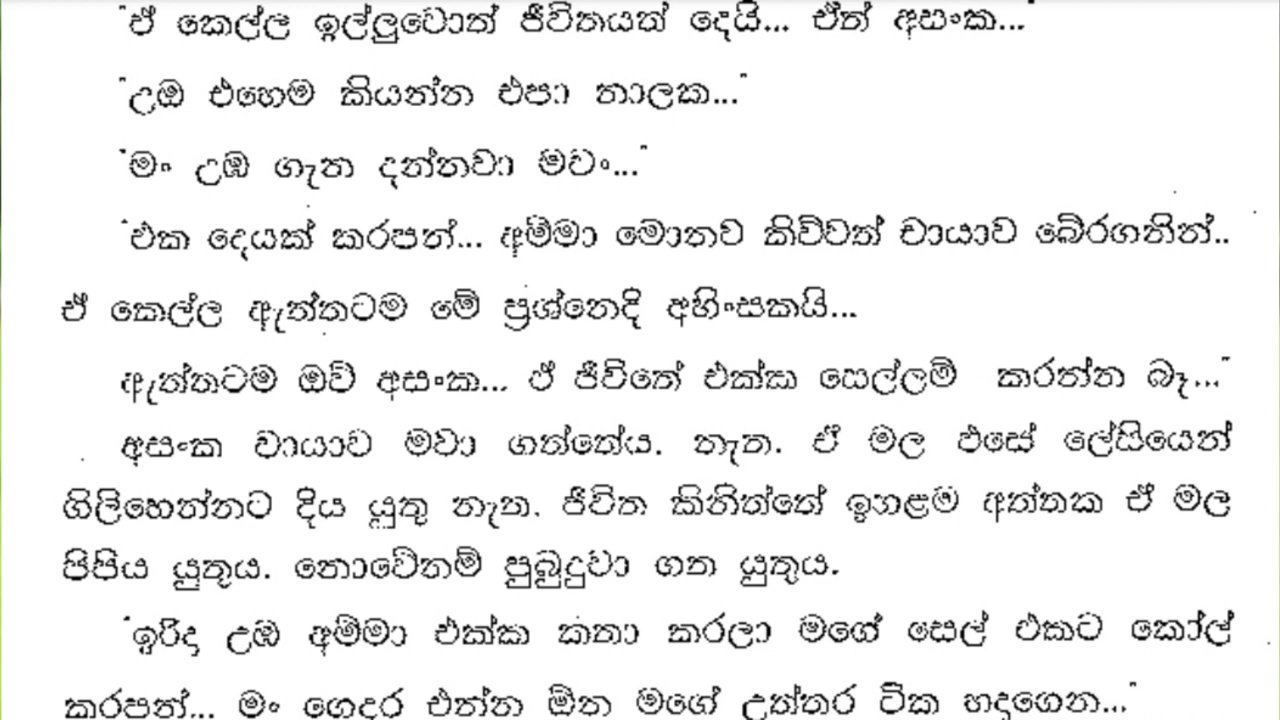 "ඒ කෙල්ල ඉල්ලුවොත් ජීවිතයත් දෙයි... ඒත් අසංක...
"උඹ එහෙම කියන්න එපා නාලක..."
"මං උඹ ගැන දන්නවා මචං..."
"එක දෙයක් කරපන්... අම්මා මොනව කිව්වත් චායාව බේරගනින්..
ඒ කෙල්ල ඇත්තටම මේ ප්‍රශ්නෙදි අහිංසකයි...
ඇත්තටම ඔව් අසංක... ඒ ජීවිතේ එක්ක සෙල්ලම් කරන්න බෑ..."
අසංක චායාව මවා ගත්තේය. නැත. ඒ මල එසේ ලේසියෙන්
ගිලිහෙන්නට දිය යුතු නැත. ජීවිත කිනිත්තේ ඉහළම අත්තක ඒ මල
පිපිය යුතුය. නොවේනම් පුබුදුවා ගත යුතුය.
"ඉරිදා උඹ අම්මා එක්ක කතා කරලා මගේ සෙල් එකට කෝල්
කරපන්... මං ගෙදර එන්න ඕන මගේ උත්තර ටික හදාගෙන..."